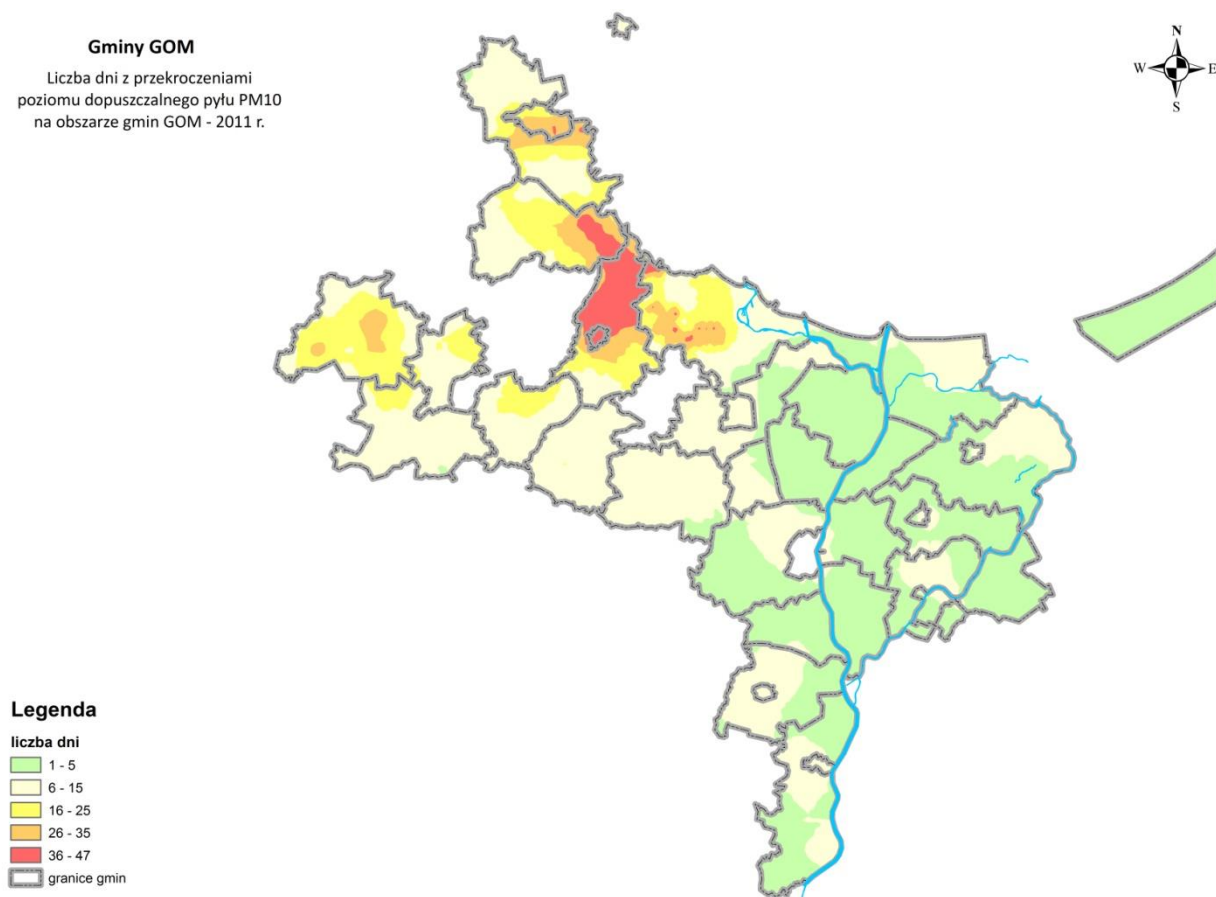 Gminy GOM
Liczba dni z przekroczeniami
poziomu dopuszczalnego pyłu PM10
na obszarze gmin GOM - 2011 r.
N
W E
S
Legenda
liczba dni
1 - 5
6 - 15
16 - 25
26 - 35
36 - 47
granice gmin